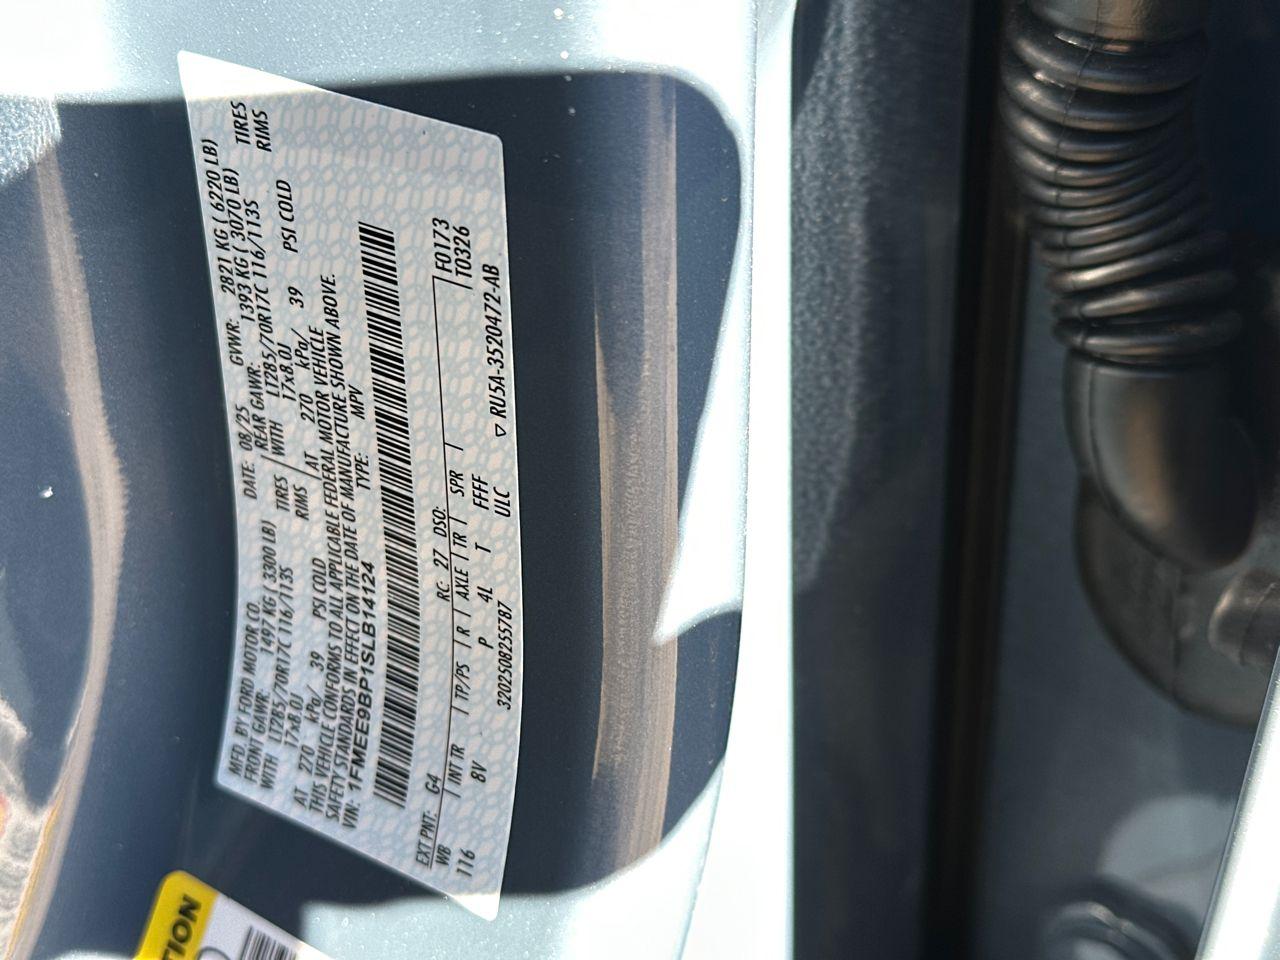 MFD. BY FORD MOTOR CO. DATE: 08/25 GVWR: 2821 KG ( 6220 LB)
FRONT GAWR: 1497 KG ( 3300 LB) REAR GAWR: 1393 KG ( 3070 LB)
WITH LT285/70R17C 116/113S TIRES WITH LT285/70R17C 116/113S TIRES
17x8.0J RIMS 17x8.0J RIMS
AT 270 kPa/ 39 PSI COLD AT 270 kPa/ 39 PSI COLD
THIS VEHICLE CONFORMS TO ALL APPLICABLE FEDERAL MOTOR VEHICLE
SAFETY STANDARDS IN EFFECT ON THE DATE OF MANUFACTURE SHOWN ABOVE.
VIN: 1FMEE9BP1SLB14124 TYPE: MPV
EXT PNT: G4 RC: 27 DSO: F0173
WB INT TR TP/PS R AXLE TR SPR T0326
116 8V P 4L T FFFF
3202508255787 ULC ▽ RU5A-3520472-AB
TION